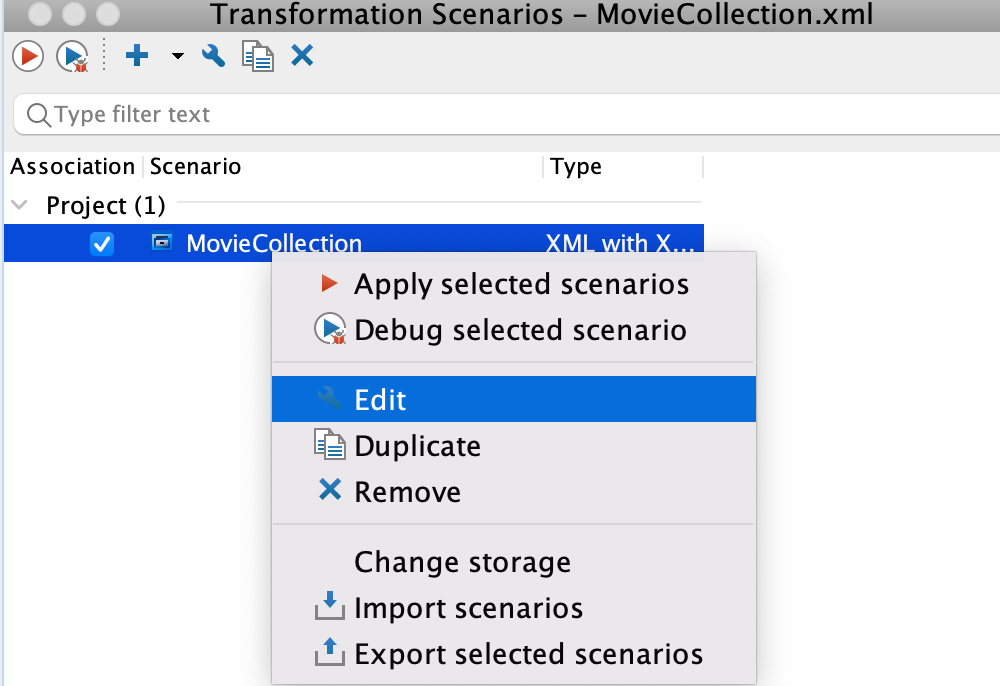 Transformation Scenarios – MovieCollection.xml
Type filter text
Association Scenario Type
Project (1)
MovieCollection XML with X...
Apply selected scenarios
Debug selected scenario
Edit
Duplicate
Remove
Change storage
Import scenarios
Export selected scenarios